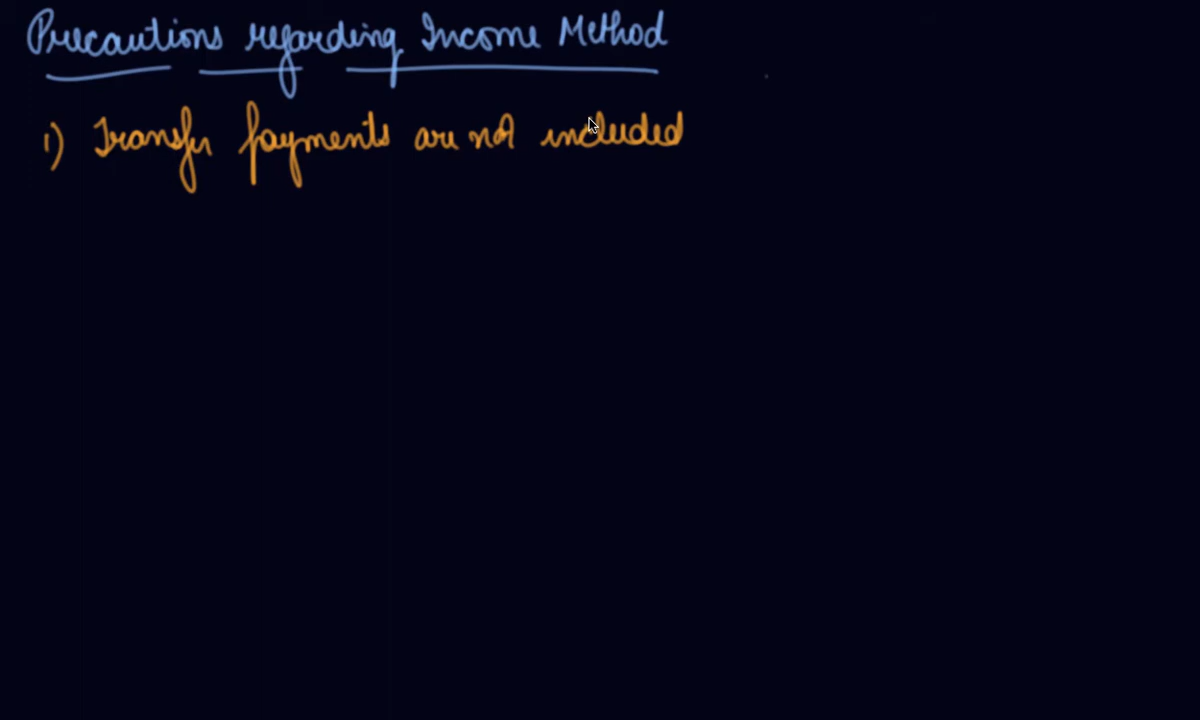 Precautions regarding Income Method
1) Transfer payments are not included